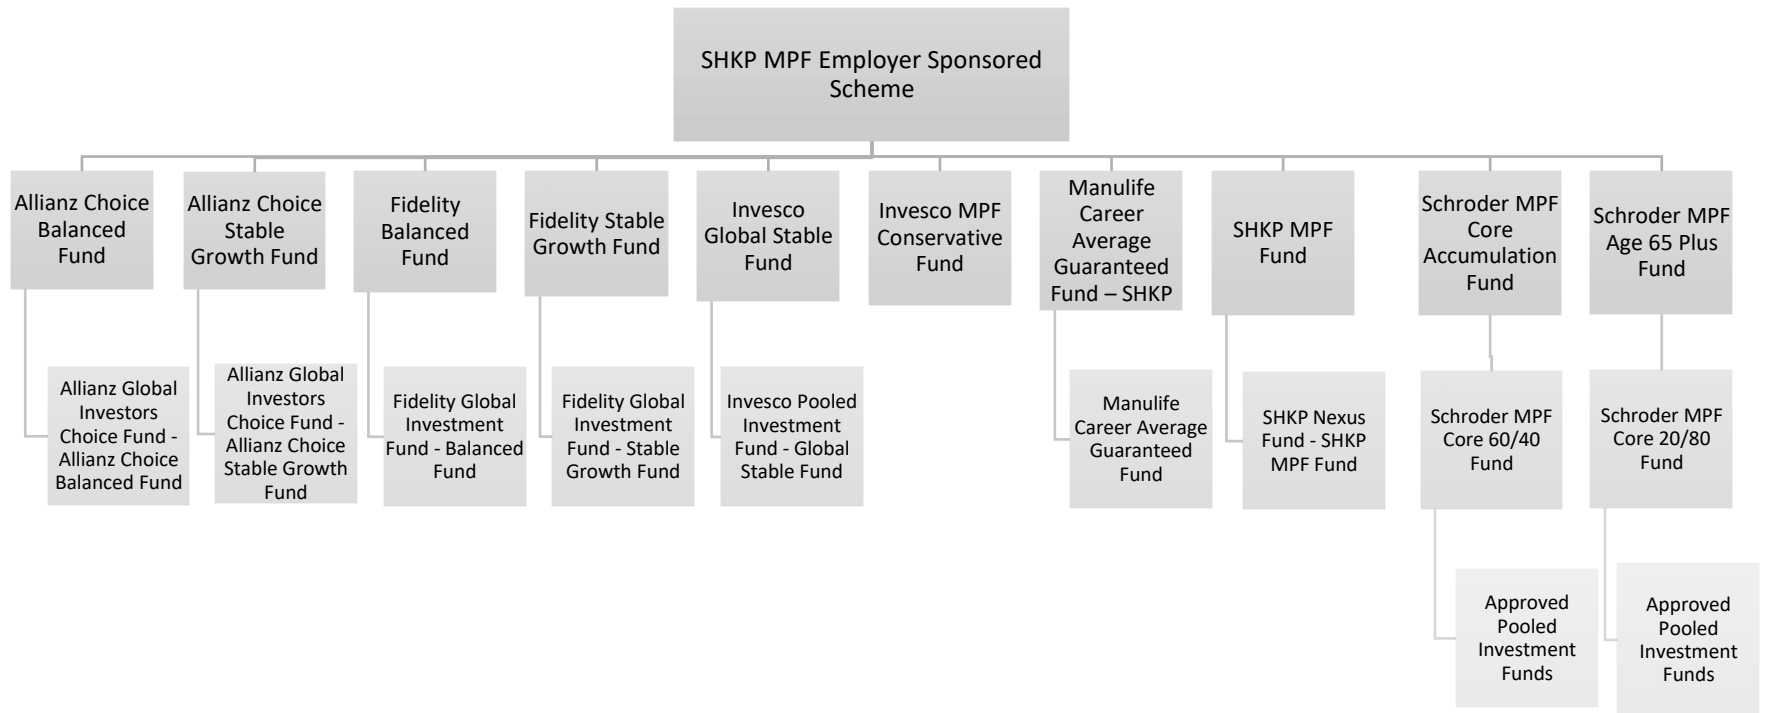 SHKP MPF Employer Sponsored
Scheme
Allianz Choice
Balanced
Fund
Allianz Choice
Stable
Growth Fund
Fidelity
Balanced
Fund
Fidelity Stable
Growth Fund
Invesco
Global Stable
Fund
Invesco MPF
Conservative
Fund
Manulife
Career
Average
Guaranteed
Fund – SHKP
SHKP MPF
Fund
Schroder MPF
Core
Accumulation
Fund
Schroder MPF
Age 65 Plus
Fund
Allianz Global
Investors
Choice Fund -
Allianz Choice
Balanced Fund
Allianz Global
Investors
Choice Fund -
Allianz Choice
Stable Growth
Fund
Fidelity Global
Investment
Fund - Balanced
Fund
Fidelity Global
Investment
Fund - Stable
Growth Fund
Invesco Pooled
Investment
Fund - Global
Stable Fund
Manulife
Career Average
Guaranteed
Fund
SHKP Nexus
Fund - SHKP
MPF Fund
Schroder MPF
Core 60/40
Fund
Schroder MPF
Core 20/80
Fund
Approved
Pooled
Investment
Funds
Approved
Pooled
Investment
Funds